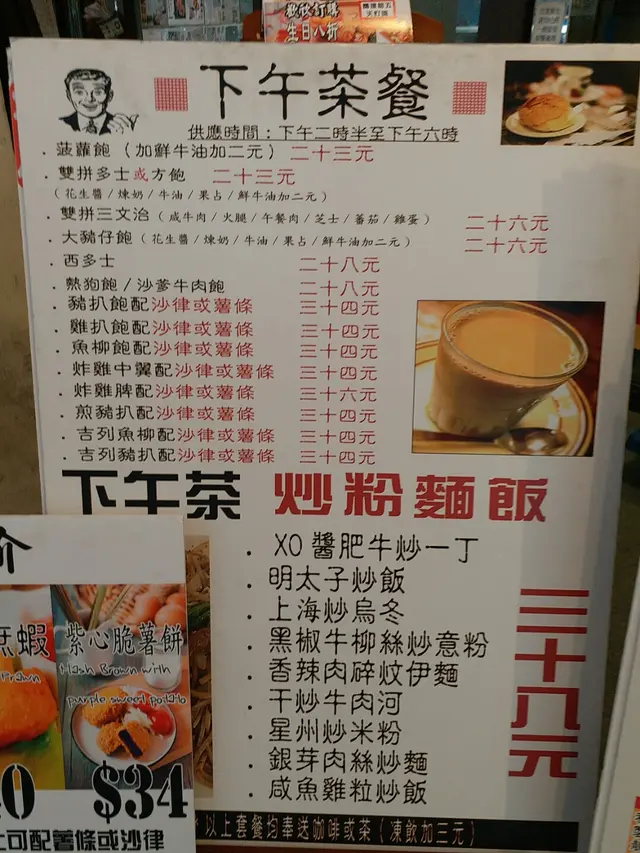 歡欣訂購
生日八折
下午茶餐
供應時間：下午二時半至下午六時
．菠蘿飽（加鮮牛油加二元） 二十三元
．雙拼多士或方飽 二十三元
（花生醬/煉奶/牛油/果占/鮮牛油加二元）
．雙拼三文治（咸牛肉/火腿/午餐肉/芝士/蕃茄/雞蛋） 二十六元
．大豬仔飽（花生醬/煉奶/牛油/果占/鮮牛油加二元） 二十六元
．西多士 二十八元
．熱狗飽/沙爹牛肉飽 二十八元
．豬扒飽配沙律或薯條 三十四元
．雞扒飽配沙律或薯條 三十四元
．魚柳飽配沙律或薯條 三十四元
．炸雞中翼配沙律或薯條 三十四元
．炸雞脾配沙律或薯條 三十六元
．煎豬扒配沙律或薯條 三十四元
．吉列魚柳配沙律或薯條 三十四元
．吉列豬扒配沙律或薯條 三十四元
下午茶 炒粉麵飯
．XO醬肥牛炒一丁
．明太子炒飯
．上海炒烏冬
．黑椒牛柳絲炒意粉
．香辣肉碎炆伊麵
．干炒牛肉河
．星州炒米粉
．銀芽肉絲炒麵
．咸魚雞粒炒飯
三十八元
以上套餐均奉送咖啡或茶（凍飲加三元）
介
蝦
紫心脆薯餅
Hash Brown with
purple sweet potato
$34
可配薯條或沙律